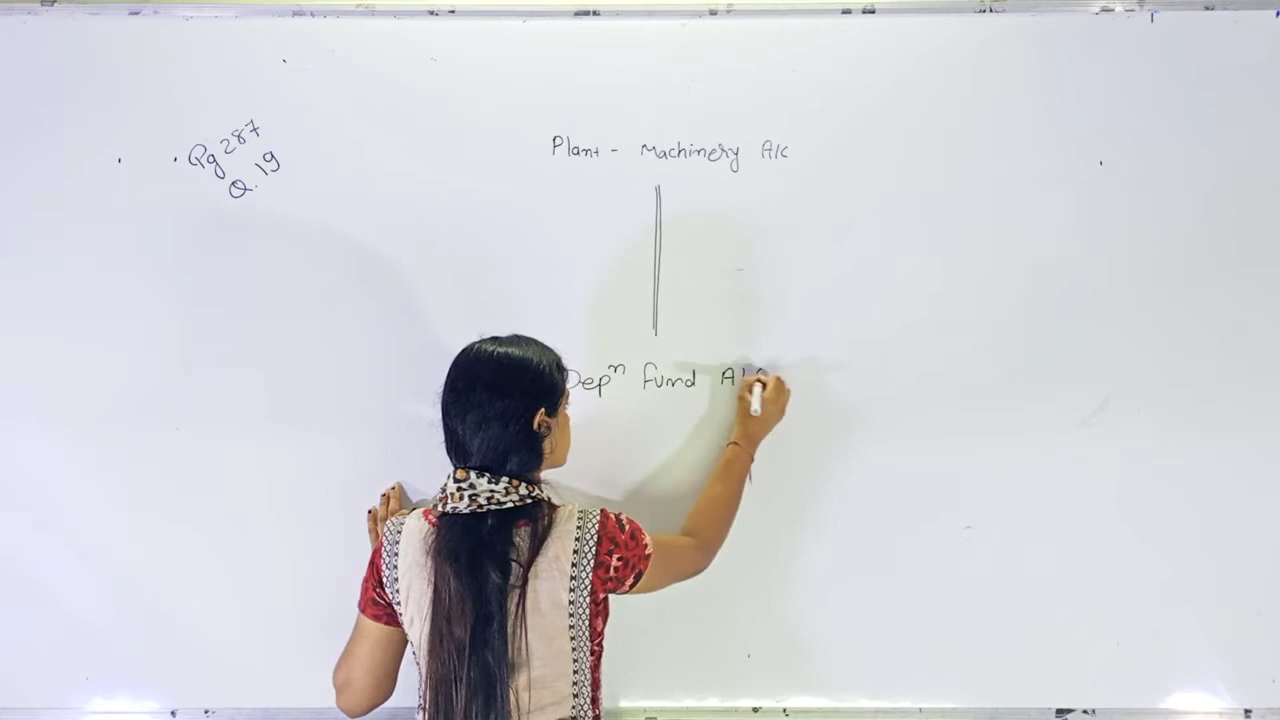 Pg 287
Q. 19
Plant - Machinery A/c
Depⁿ Fund A/c